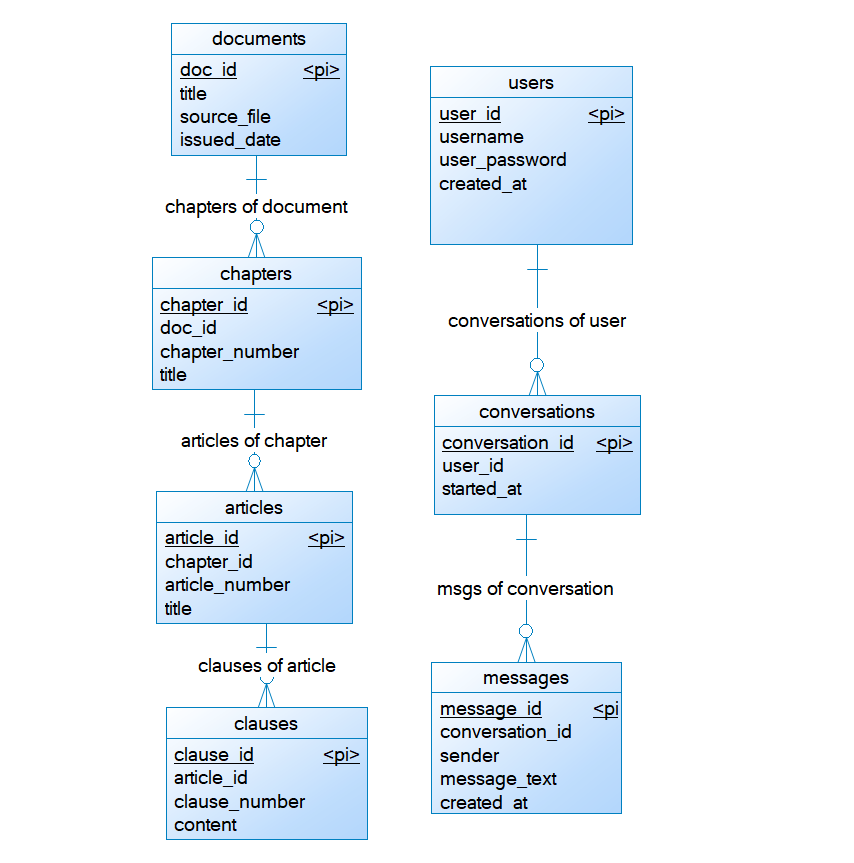 documents
doc_id <pi>
title
source_file
issued_date
chapters of document
chapters
chapter_id <pi>
doc_id
chapter_number
title
articles of chapter
articles
article_id <pi>
chapter_id
article_number
title
clauses of article
clauses
clause_id <pi>
article_id
clause_number
content
users
user_id <pi>
username
user_password
created_at
conversations of user
conversations
conversation_id <pi>
user_id
started_at
msgs of conversation
messages
message_id <pi
conversation_id
sender
message_text
created_at